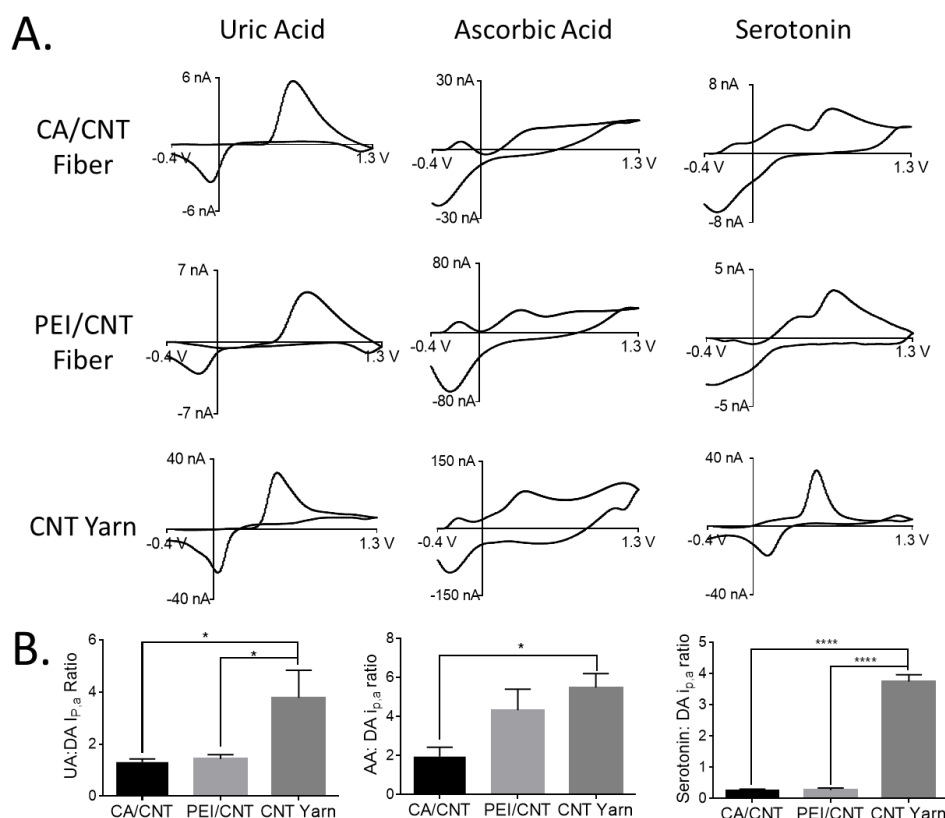 A.
Uric Acid
Ascorbic Acid
Serotonin
CA/CNT
Fiber
6 nA
-0.4 V
1.3 V
-6 nA
30 nA
-0.4 V
1.3 V
-30 nA
8 nA
-0.4 V
1.3 V
-8 nA
PEI/CNT
Fiber
7 nA
-0.4 V
1.3 V
-7 nA
80 nA
-0.4 V
1.3 V
-80 nA
5 nA
-0.4 V
1.3 V
-5 nA
CNT Yarn
40 nA
-0.4 V
1.3 V
-40 nA
150 nA
-0.4 V
1.3 V
-150 nA
40 nA
-0.4 V
1.3 V
-40 nA
B.
UA:DA IP,a Ratio
6
4
2
0
*
*
CA/CNT PEI/CNT CNT Yarn
AA: DA ip,a ratio
8
6
4
2
0
*
CA/CNT PEI/CNT CNT Yarn
Serotonin: DA ip,a ratio
5
4
3
2
1
0
****
****
CA/CNT PEI/CNT CNT Yarn